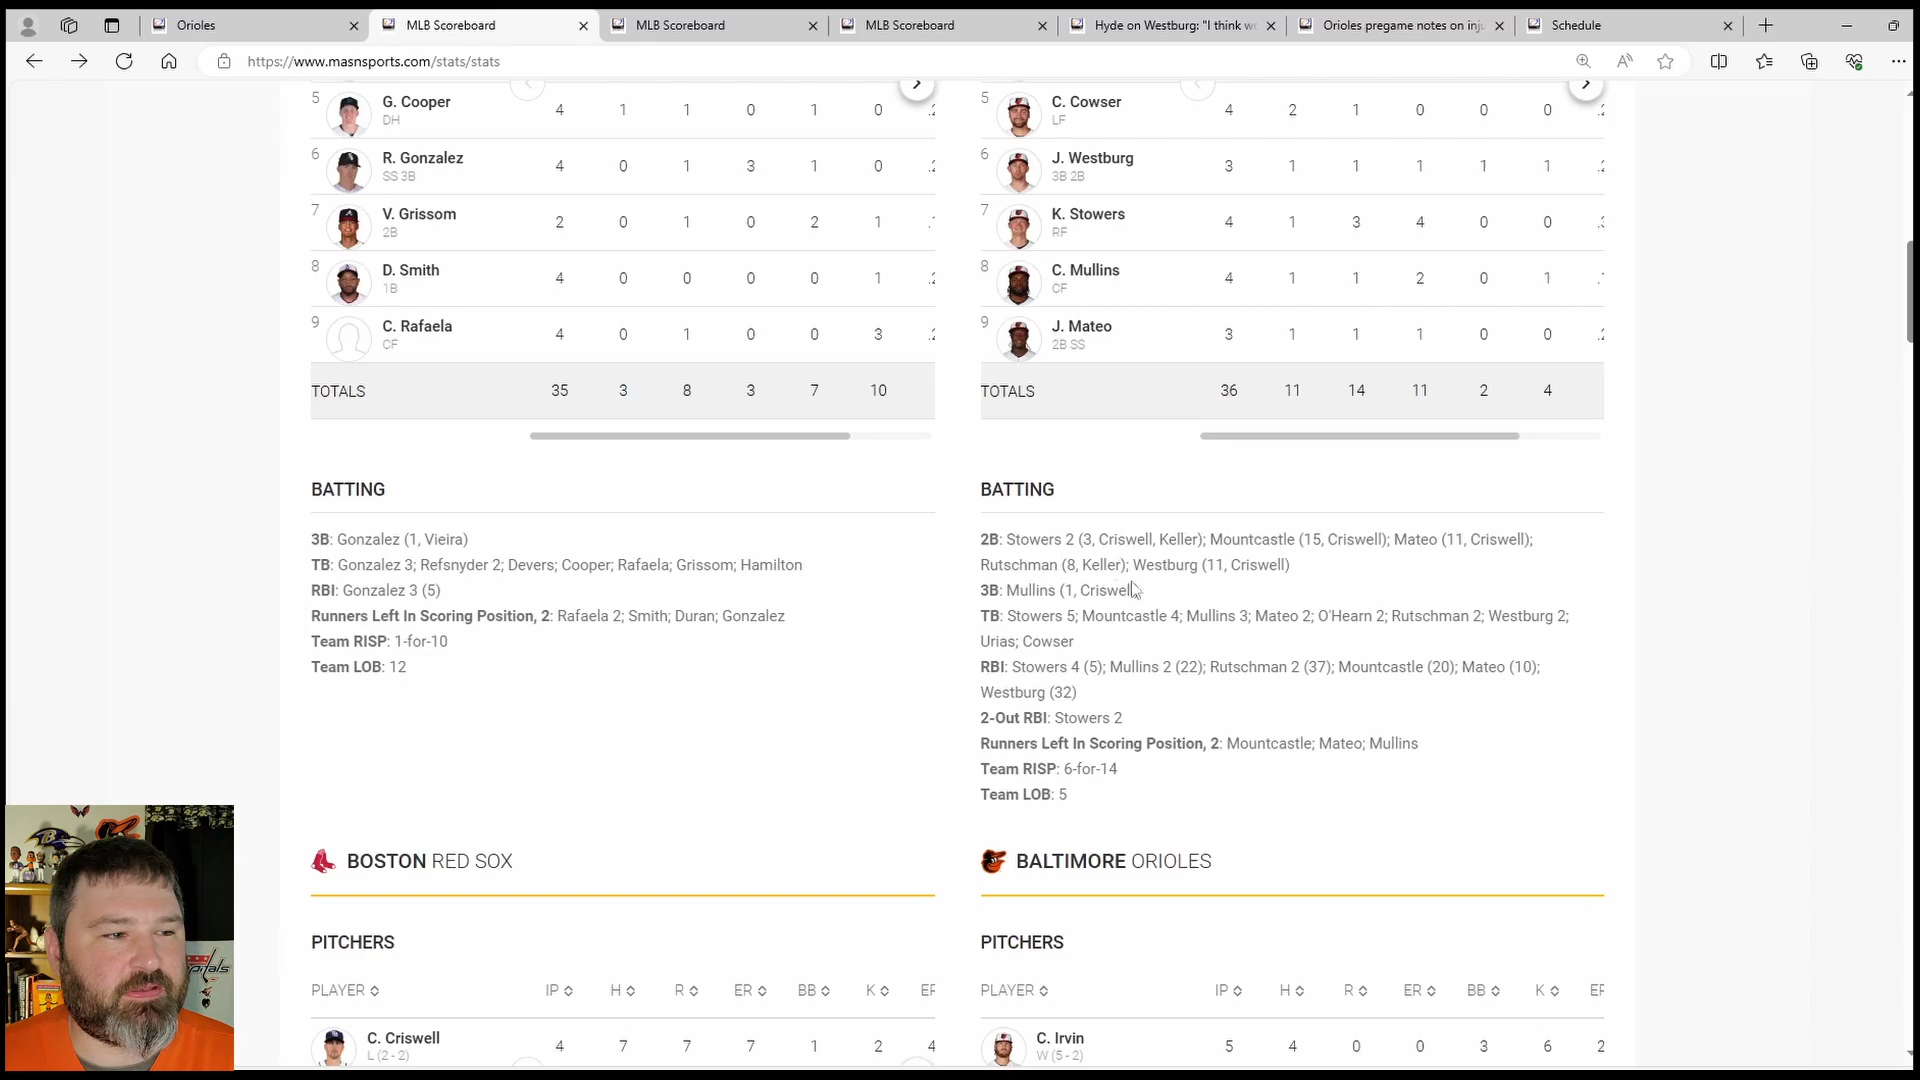 Orioles
MLB Scoreboard
MLB Scoreboard
MLB Scoreboard
Hyde on Westburg: "I think we
Orioles pregame notes on inju
Schedule
https://www.masnsports.com/stats/stats
5 G. Cooper 4 1 1 0 1 0 .2
DH
6 R. Gonzalez 4 0 1 3 1 0 .2
SS 3B
7 V. Grissom 2 0 1 0 2 1
2B
8 D. Smith 4 0 0 0 0 1 .2
1B
9 C. Rafaela 4 0 1 0 0 3 .2
CF
TOTALS 35 3 8 3 7 10
5 C. Cowser 4 2 1 0 0 0 .2
LF
6 J. Westburg 3 1 1 1 1 1 .2
3B 2B
7 K. Stowers 4 1 3 4 0 0 .3
RF
8 C. Mullins 4 1 1 2 0 1
CF
9 J. Mateo 3 1 1 1 0 0 .2
2B SS
TOTALS 36 11 14 11 2 4
BATTING
3B: Gonzalez (1, Vieira)
TB: Gonzalez 3; Refsnyder 2; Devers; Cooper; Rafaela; Grissom; Hamilton
RBI: Gonzalez 3 (5)
Runners Left In Scoring Position, 2: Rafaela 2; Smith; Duran; Gonzalez
Team RISP: 1-for-10
Team LOB: 12
BATTING
2B: Stowers 2 (3, Criswell, Keller); Mountcastle (15, Criswell); Mateo (11, Criswell);
Rutschman (8, Keller); Westburg (11, Criswell)
3B: Mullins (1, Criswell
TB: Stowers 5; Mountcastle 4; Mullins 3; Mateo 2; O'Hearn 2; Rutschman 2; Westburg 2;
Urias; Cowser
RBI: Stowers 4 (5); Mullins 2 (22); Rutschman 2 (37); Mountcastle (20); Mateo (10);
Westburg (32)
2-Out RBI: Stowers 2
Runners Left In Scoring Position, 2: Mountcastle; Mateo; Mullins
Team RISP: 6-for-14
Team LOB: 5
BOSTON RED SOX
PITCHERS
PLAYER IP H R ER BB K
C. Criswell 4 7 7 7 1 2 4
L (2 - 2)
BALTIMORE ORIOLES
PITCHERS
PLAYER IP H R ER BB K
C. Irvin 5 4 0 0 3 6 2
W (5 - 2)